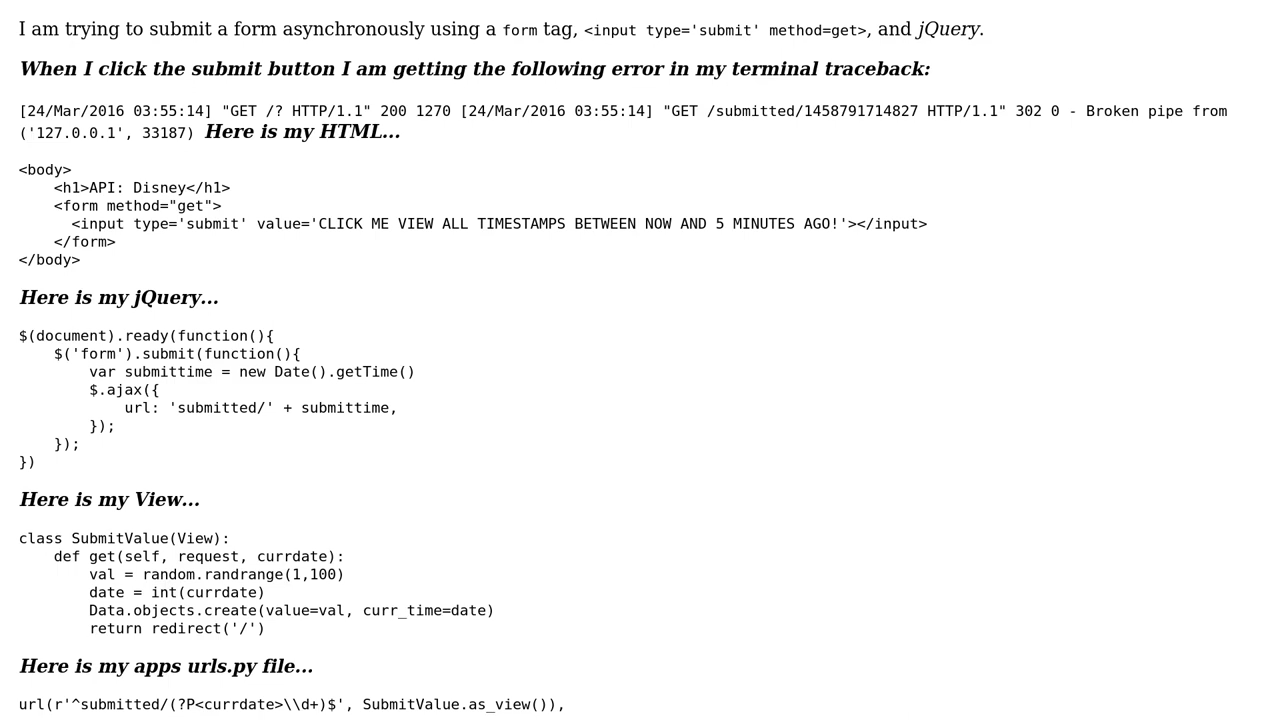 I am trying to submit a form asynchronously using a form tag, <input type='submit' method=get>, and jQuery.
When I click the submit button I am getting the following error in my terminal traceback:
[24/Mar/2016 03:55:14] "GET /? HTTP/1.1" 200 1270 [24/Mar/2016 03:55:14] "GET /submitted/1458791714827 HTTP/1.1" 302 0 - Broken pipe from
('127.0.0.1', 33187) Here is my HTML...
<body>
    <h1>API: Disney</h1>
    <form method="get">
      <input type='submit' value='CLICK ME VIEW ALL TIMESTAMPS BETWEEN NOW AND 5 MINUTES AGO!'></input>
    </form>
</body>
Here is my jQuery...
$(document).ready(function(){
    $('form').submit(function(){
        var submittime = new Date().getTime()
        $.ajax({
            url: 'submitted/' + submittime,
        });
    });
})
Here is my View...
class SubmitValue(View):
    def get(self, request, currdate):
        val = random.randrange(1,100)
        date = int(currdate)
        Data.objects.create(value=val, curr_time=date)
        return redirect('/')
Here is my apps urls.py file...
url(r'^submitted/(?P<currdate>\\d+)$', SubmitValue.as_view()),